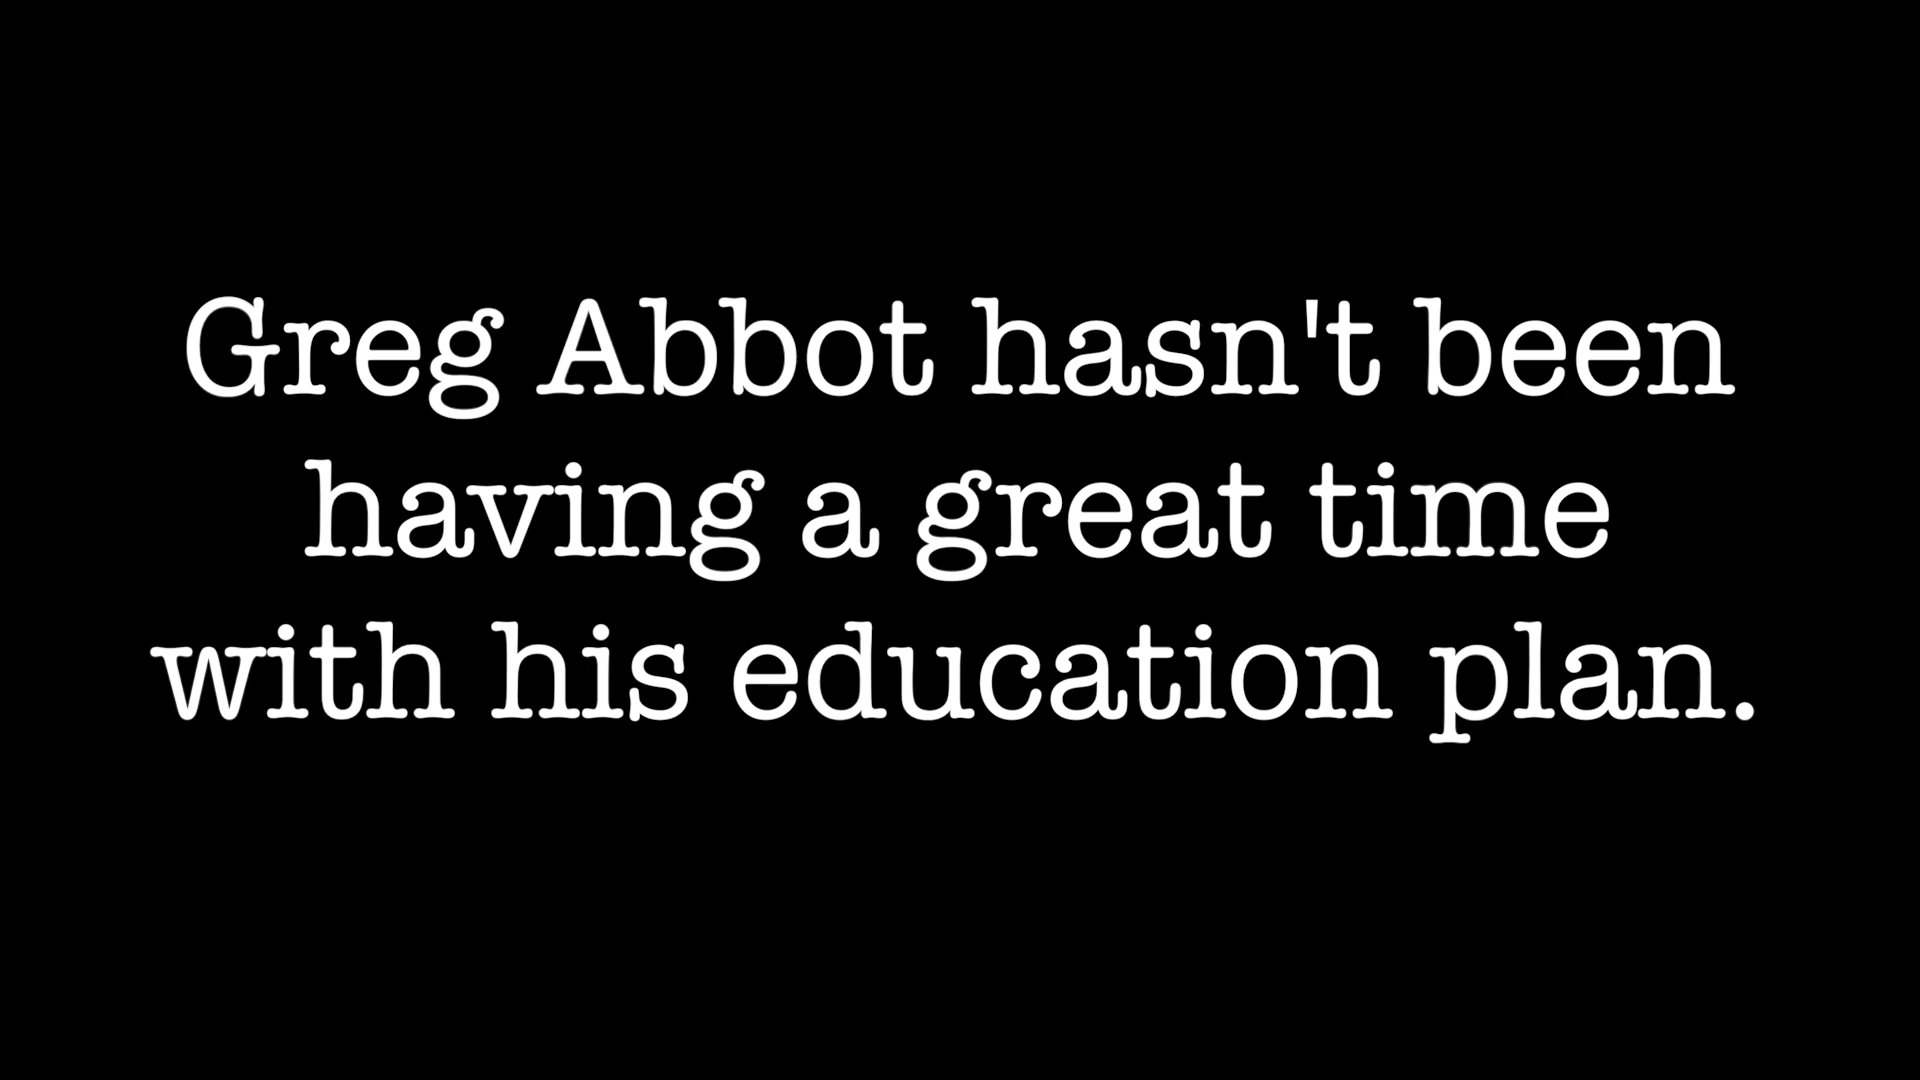 Greg Abbot hasn't been
having a great time
with his education plan.